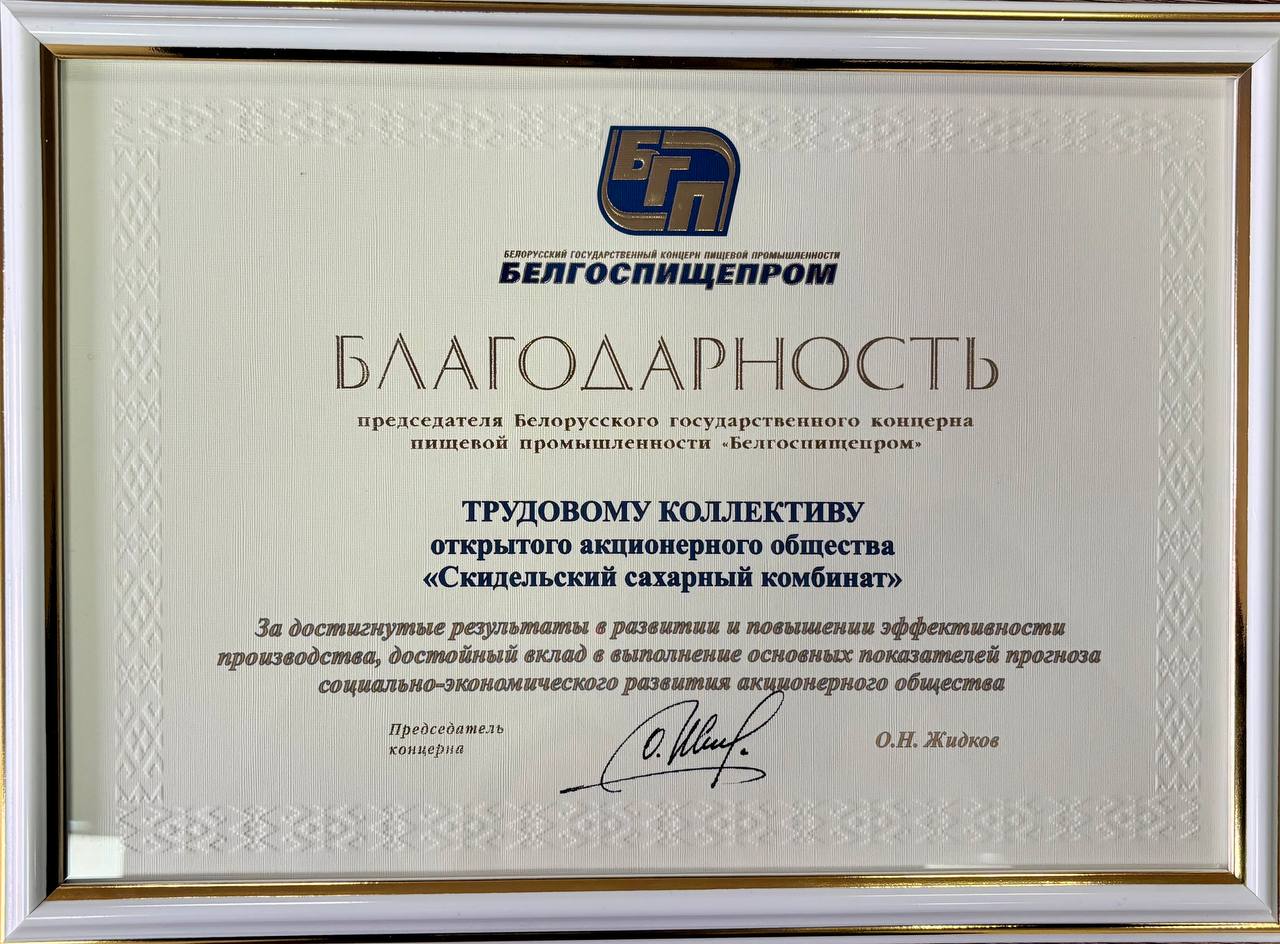 БГП
БЕЛОРУССКИЙ ГОСУДАРСТВЕННЫЙ КОНЦЕРН ПИЩЕВОЙ ПРОМЫШЛЕННОСТИ
БЕЛГОСПИЩЕПРОМ
БЛАГОДАРНОСТЬ
председателя Белорусского государственного концерна
пищевой промышленности «Белгоспищепром»
ТРУДОВОМУ КОЛЛЕКТИВУ
открытого акционерного общества
«Скидельский сахарный комбинат»
За достигнутые результаты в развитии и повышении эффективности
производства, достойный вклад в выполнение основных показателей прогноза
социально-экономического развития акционерного общества
Председатель
концерна
О.Н. Жидков